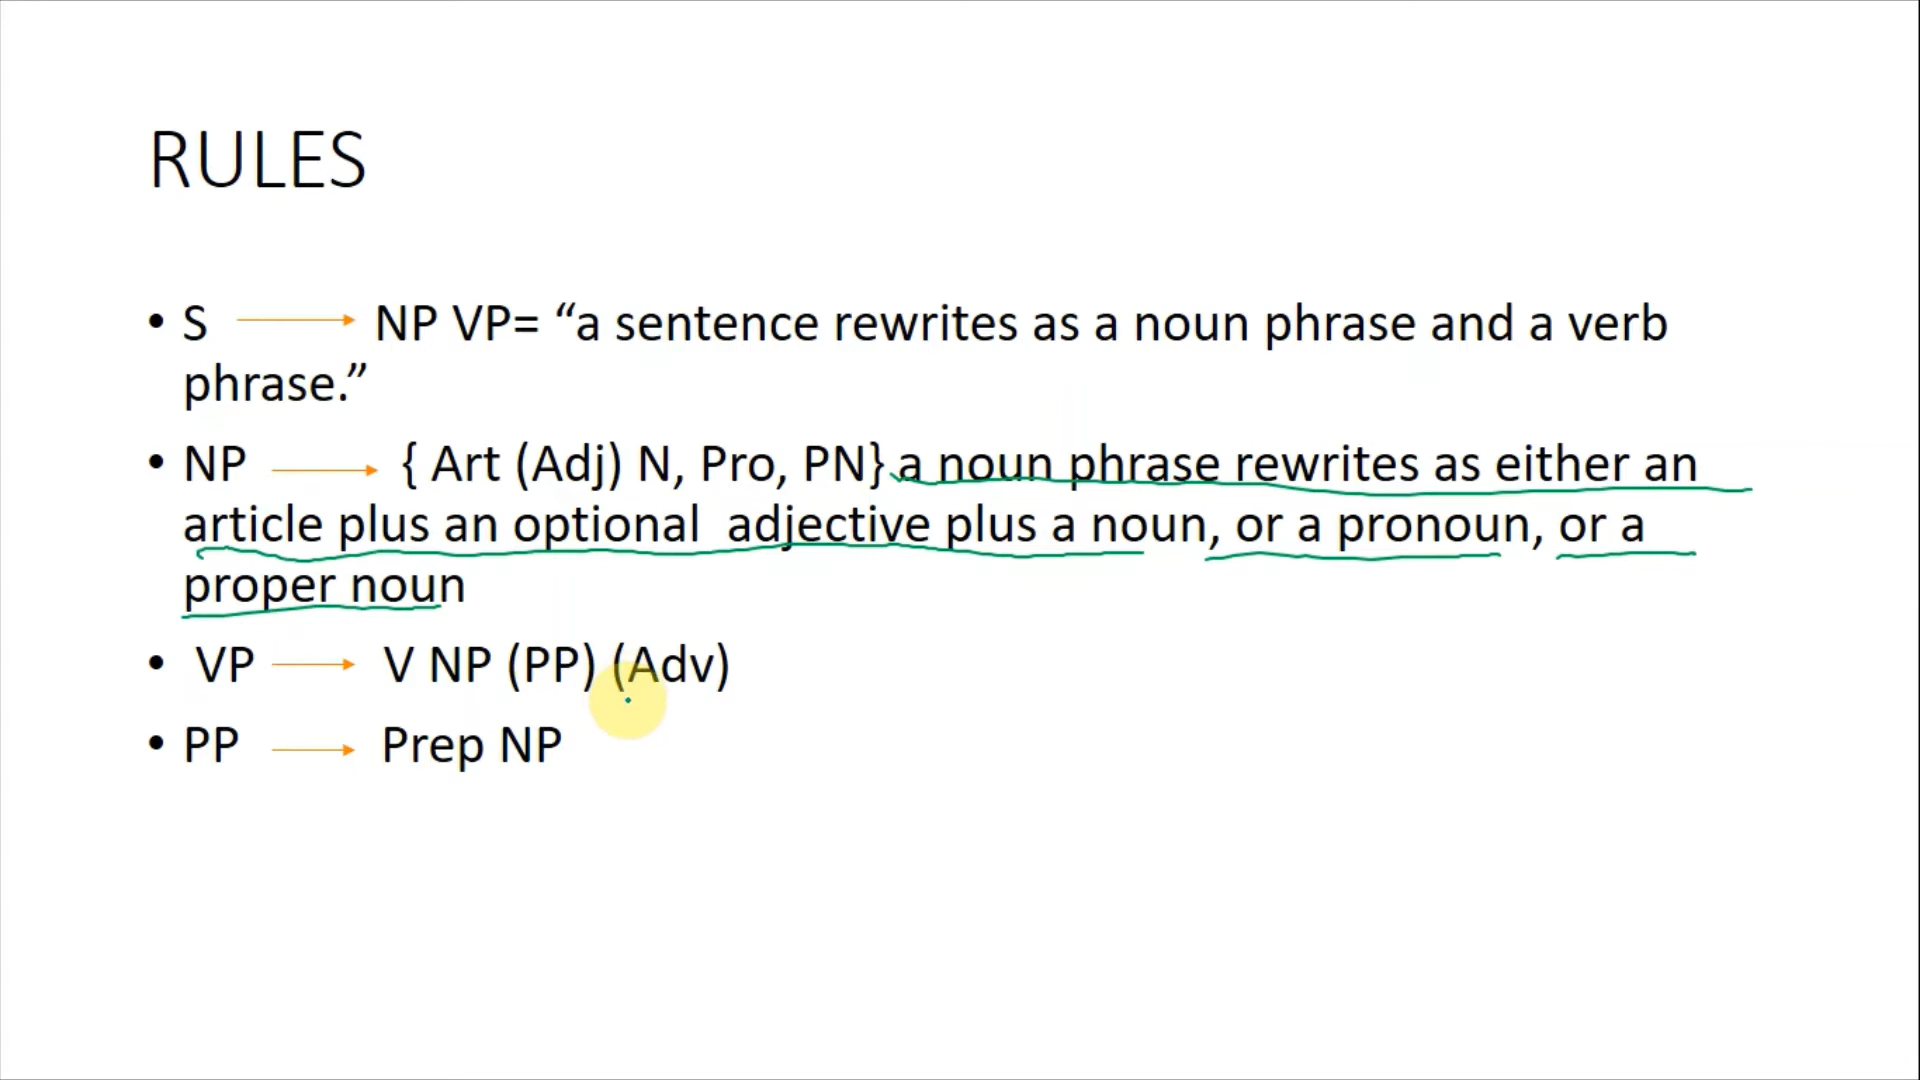 RULES
• S → NP VP= “a sentence rewrites as a noun phrase and a verb
phrase.”
• NP → { Art (Adj) N, Pro, PN} a noun phrase rewrites as either an
article plus an optional  adjective plus a noun, or a pronoun, or a
proper noun
• VP → V NP (PP) (Adv)
• PP → Prep NP